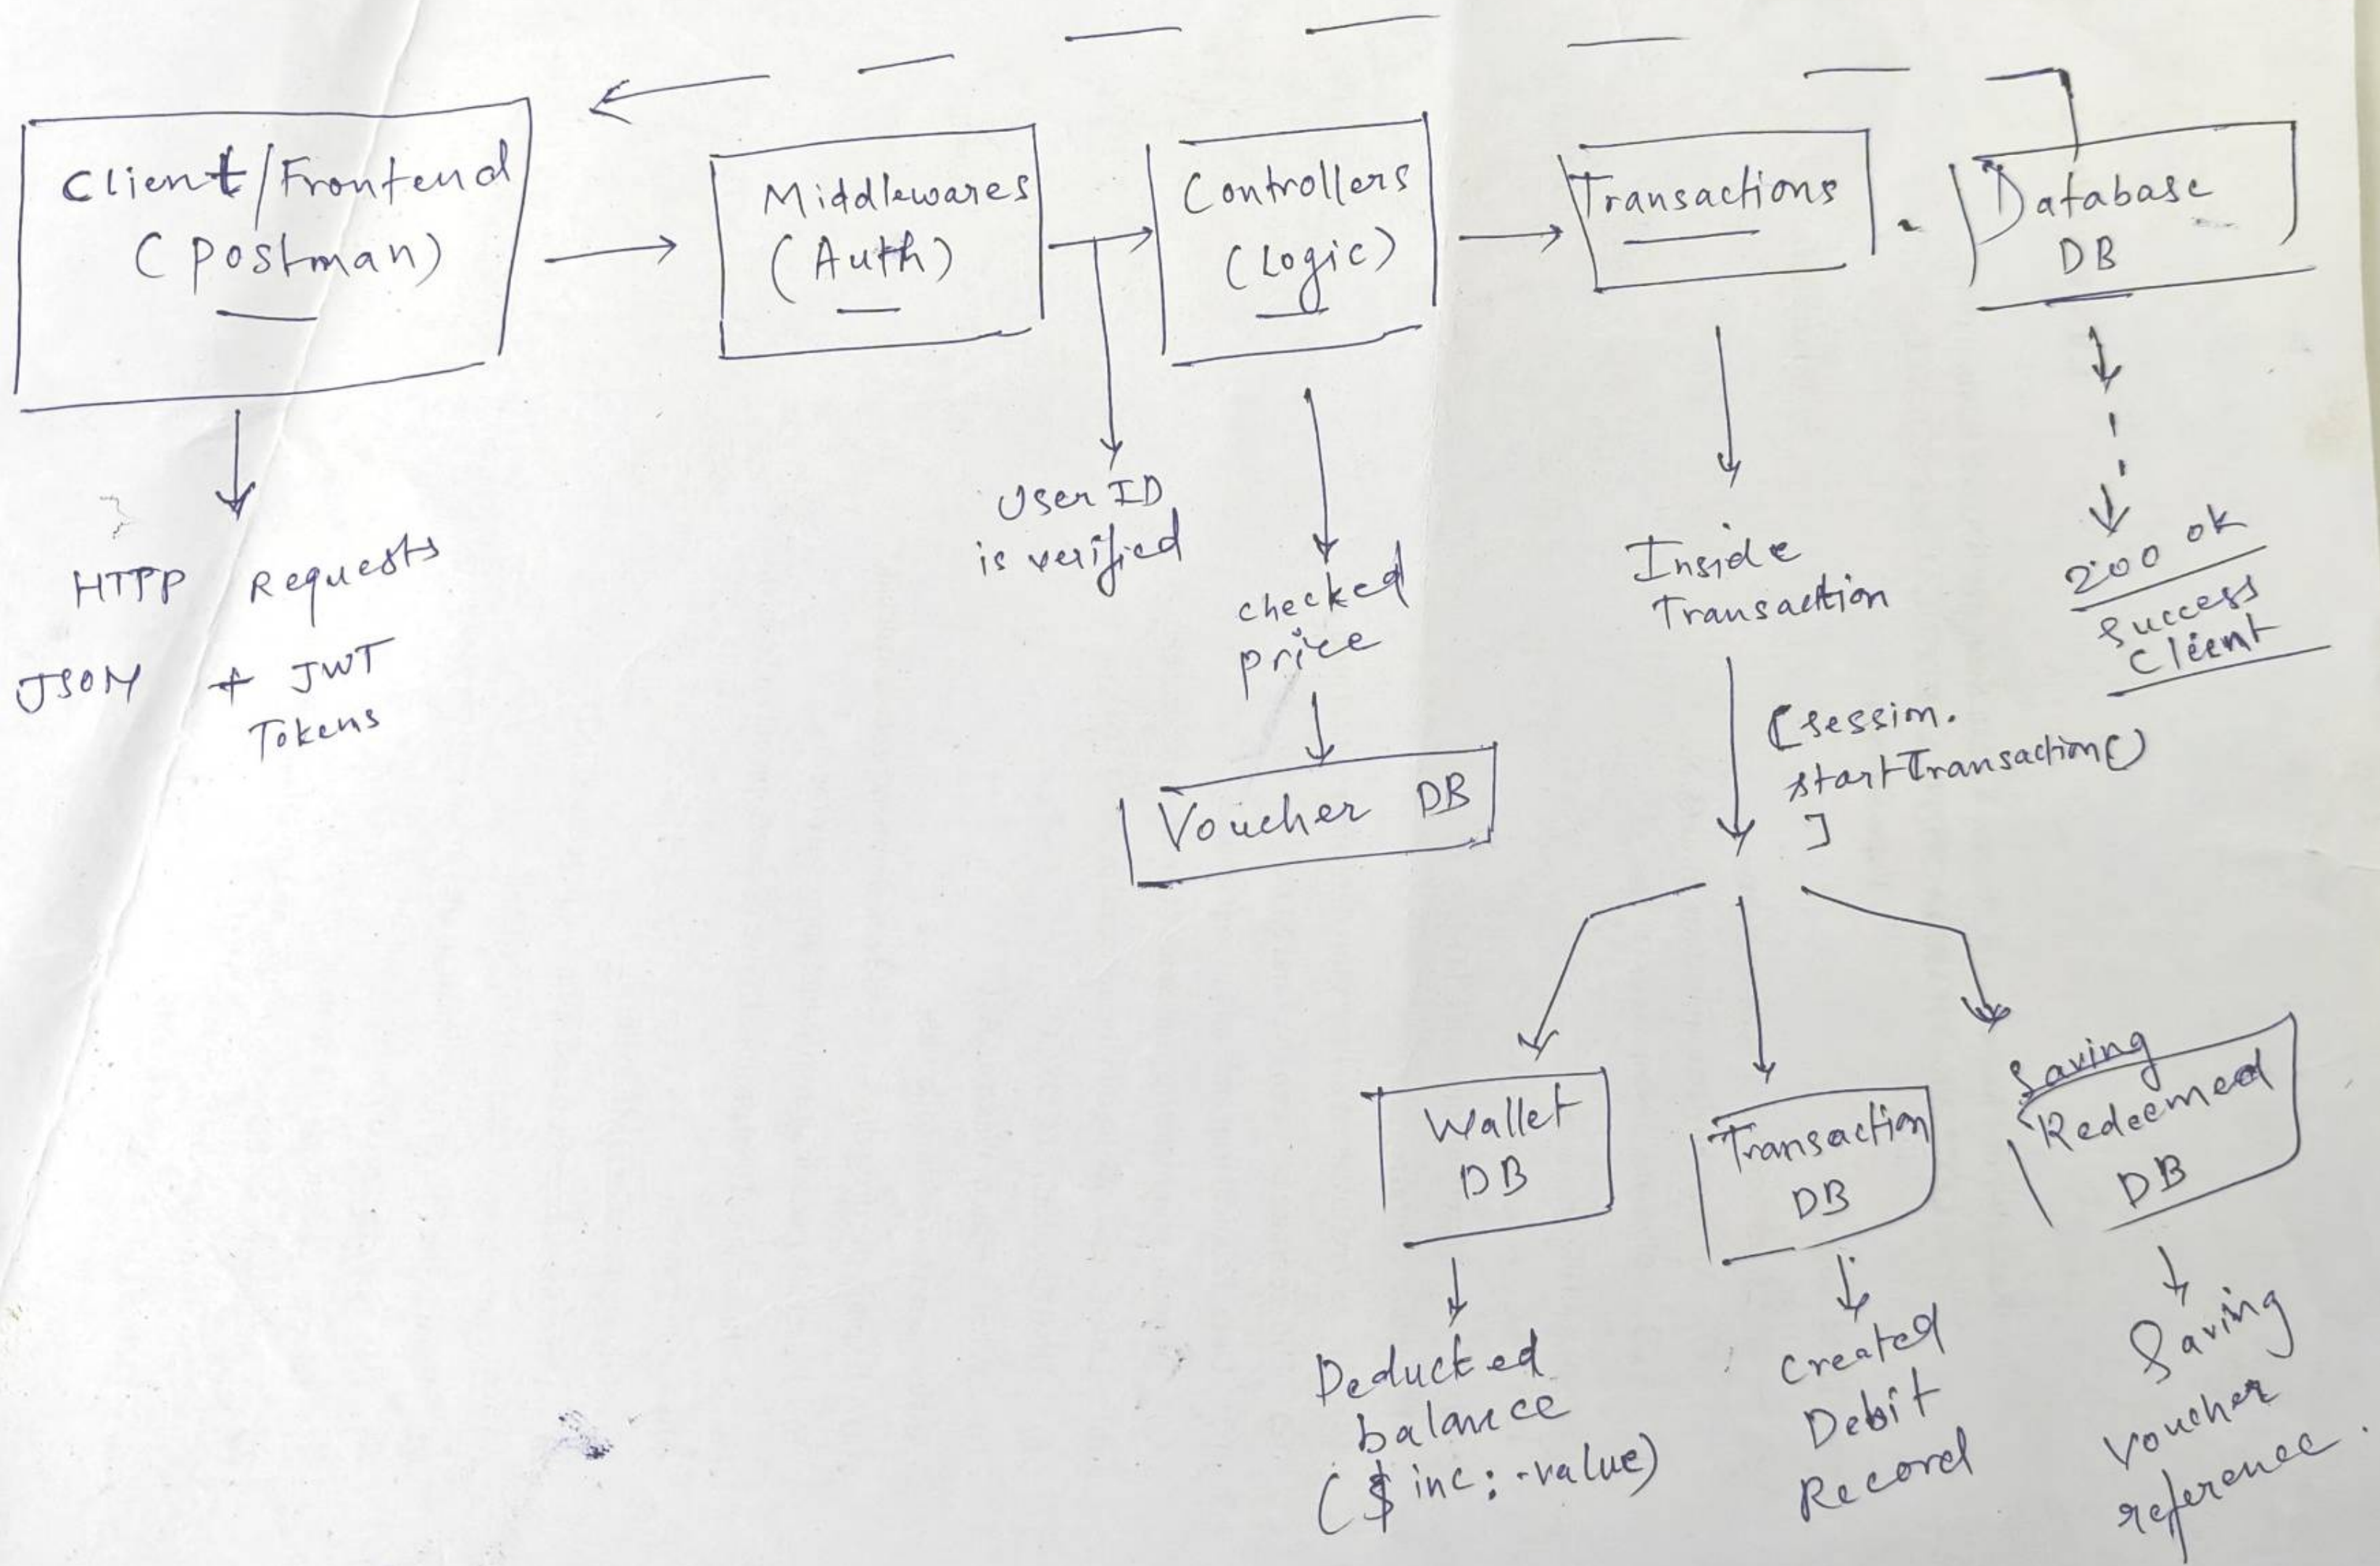 Client/Frontend
(Postman)
Middlewares
(Auth)
Controllers
(Logic)
Transactions
Database
DB
HTPP Requests
JSON + JWT
Tokens
User ID
is verified
checked
price
Voucher DB
Inside
Transaction
[session.
startTransaction()
]
200 ok
Success
Client
Wallet
DB
Transaction
DB
Saving
Redeemed
DB
Deducted
balance
($inc: -value)
Created
Debit
Record
Saving
voucher
reference.